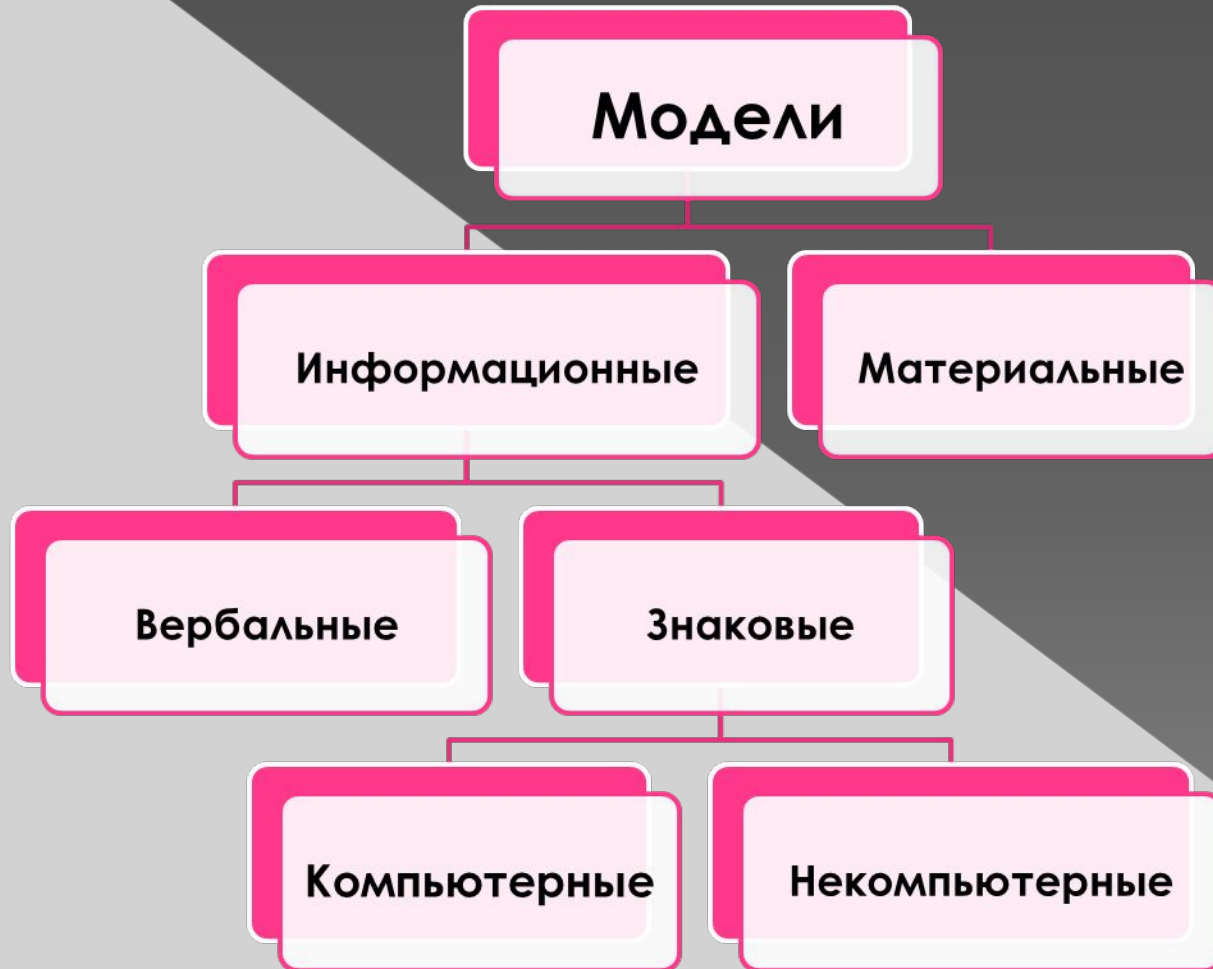 Модели
Информационные
Материальные
Вербальные
Знаковые
Компьютерные
Некомпьютерные